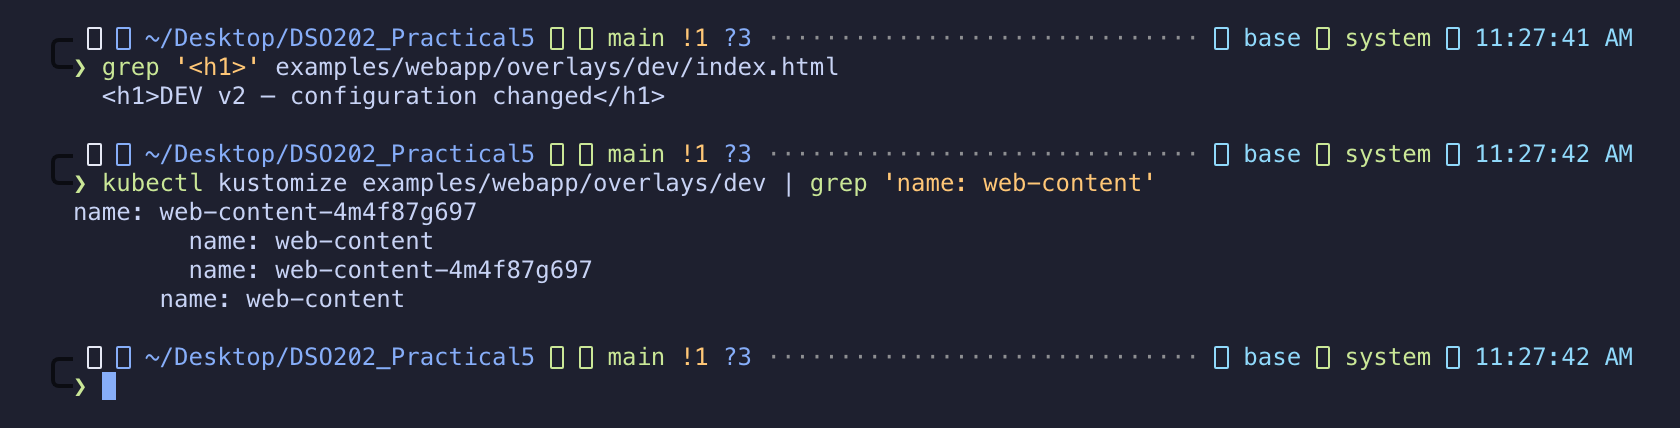 ~/Desktop/DSO202_Practical5 main !1 ?3 ······························ base system 11:27:41 AM
❯ grep '<h1>' examples/webapp/overlays/dev/index.html
  <h1>DEV v2 – configuration changed</h1>
~/Desktop/DSO202_Practical5 main !1 ?3 ······························ base system 11:27:42 AM
❯ kubectl kustomize examples/webapp/overlays/dev | grep 'name: web-content'
name: web-content-4m4f87g697
        name: web-content
        name: web-content-4m4f87g697
      name: web-content
~/Desktop/DSO202_Practical5 main !1 ?3 ······························ base system 11:27:42 AM
❯